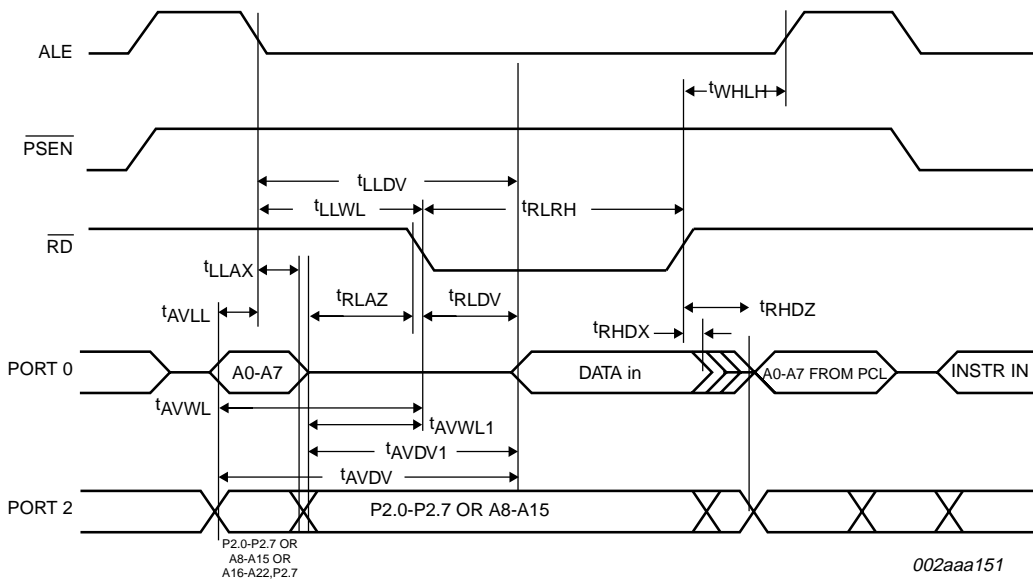 ALE
tWHLH
PSEN
tLLDV
tLLWL
tRLRH
RD
tLLAX
tAVLL
tRLAZ
tRLDV
tRHDZ
tRHDX
PORT 0
A0-A7
DATA in
A0-A7 FROM PCL
INSTR IN
tAVWL
tAVWL1
tAVDV1
tAVDV
PORT 2
P2.0-P2.7 OR A8-A15
P2.0-P2.7 OR
A8-A15 OR
A16-A22,P2.7
002aaa151